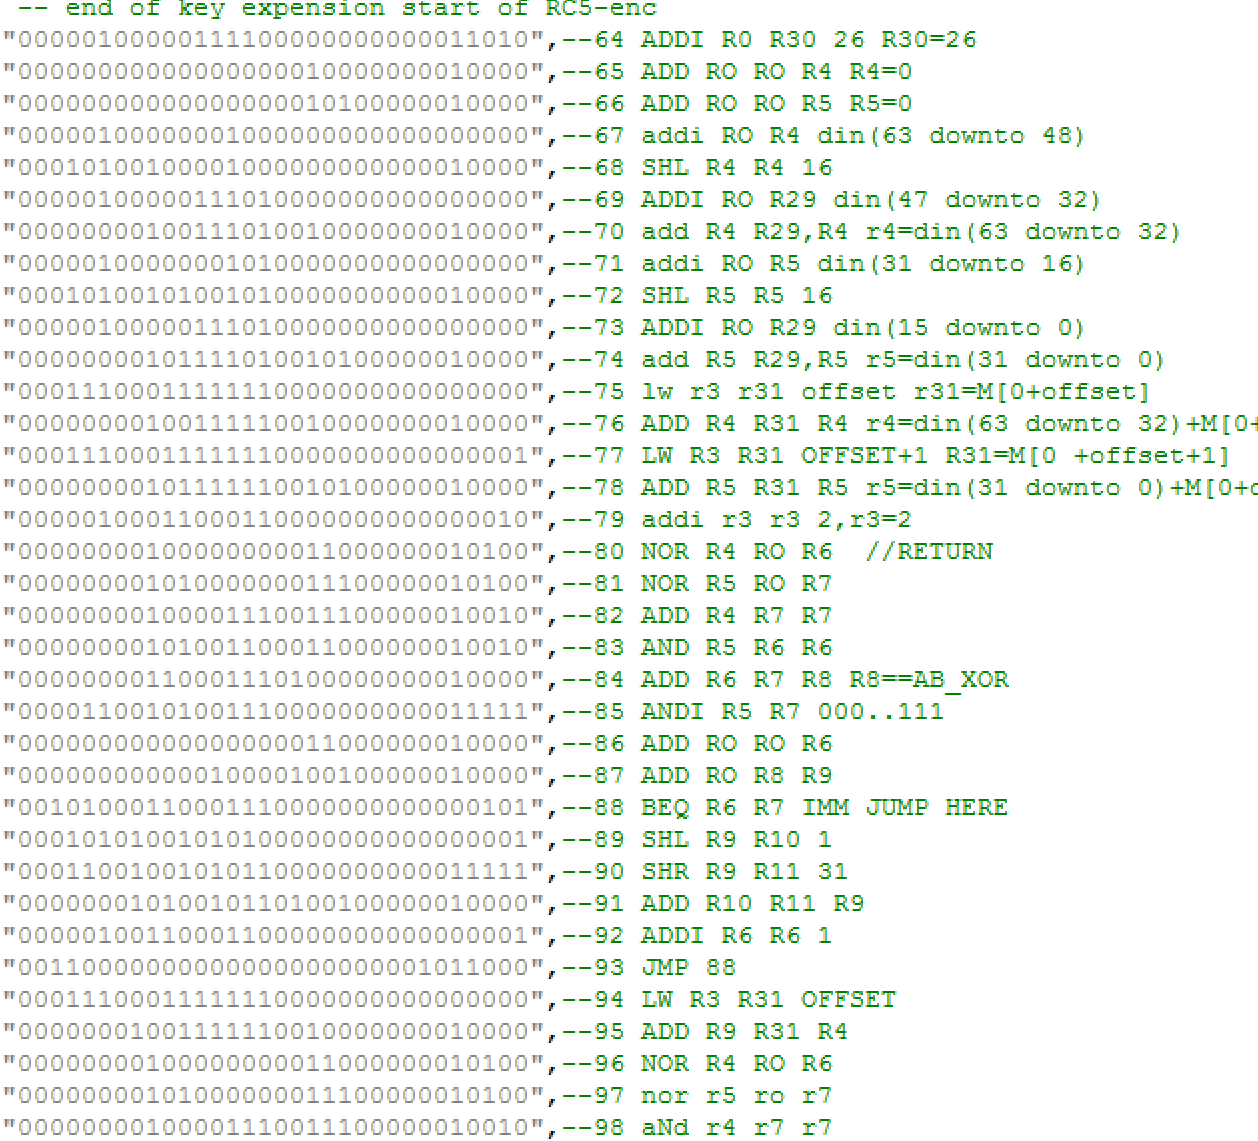 -- end of key expension start of RC5-enc
"00000100000111100000000000011010",--64 ADDI R0 R30 26 R30=26
"00000000000000000010000000010000",--65 ADD RO RO R4 R4=0
"00000000000000000010100000010000",--66 ADD RO RO R5 R5=0
"00000100000001000000000000000000",--67 addi RO R4 din(63 downto 48)
"00010100100001000000000000010000",--68 SHL R4 R4 16
"00000100000111010000000000000000",--69 ADDI RO R29 din(47 downto 32)
"00000000100111010010000000010000",--70 add R4 R29,R4 r4=din(63 downto 32)
"00000100000001010000000000000000",--71 addi RO R5 din(31 downto 16)
"00010100101001010000000000010000",--72 SHL R5 R5 16
"00000100000111010000000000000000",--73 ADDI RO R29 din(15 downto 0)
"00000000101111010010100000010000",--74 add R5 R29,R5 r5=din(31 downto 0)
"00011100011111110000000000000000",--75 lw r3 r31 offset r31=M[0+offset]
"00000000100111110010000000010000",--76 ADD R4 R31 R4 r4=din(63 downto 32)+M[0+
"00011100011111110000000000000001",--77 LW R3 R31 OFFSET+1 R31=M[0 +offset+1]
"00000000101111110010100000010000",--78 ADD R5 R31 R5 r5=din(31 downto 0)+M[0+
"00000100011000110000000000000010",--79 addi r3 r3 2,r3=2
"00000000100000000011000000010100",--80 NOR R4 RO R6  //RETURN
"00000000101000000011100000010100",--81 NOR R5 RO R7
"00000000100001110011100000010010",--82 ADD R4 R7 R7
"00000000101001100011000000010010",--83 AND R5 R6 R6
"00000000110001110100000000010000",--84 ADD R6 R7 R8 R8==AB_XOR
"00001100101001110000000000011111",--85 ANDI R5 R7 000..111
"00000000000000000011000000010000",--86 ADD RO RO R6
"00000000000010000100100000010000",--87 ADD RO R8 R9
"00101000110001110000000000000101",--88 BEQ R6 R7 IMM JUMP HERE
"00010101001010100000000000000001",--89 SHL R9 R10 1
"00011001001010110000000000011111",--90 SHR R9 R11 31
"00000001010010110100100000010000",--91 ADD R10 R11 R9
"00000100110001100000000000000001",--92 ADDI R6 R6 1
"00110000000000000000000001011000",--93 JMP 88
"00011100011111110000000000000000",--94 LW R3 R31 OFFSET
"00000001001111110010000000010000",--95 ADD R9 R31 R4
"00000000100000000011000000010100",--96 NOR R4 RO R6
"00000000101000000011100000010100",--97 nor r5 ro r7
"00000000100001110011100000010010",--98 aNd r4 r7 r7